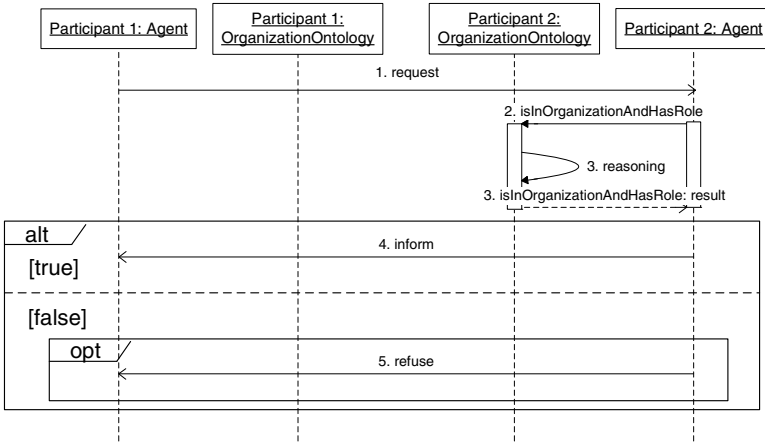 Participant 1: Agent
Participant 1:
OrganizationOntology
Participant 2:
OrganizationOntology
Participant 2: Agent
1. request
2. isInOrganizationAndHasRole
3. reasoning
3. isInOrganizationAndHasRole: result
alt
4. inform
[true]
[false]
opt
5. refuse